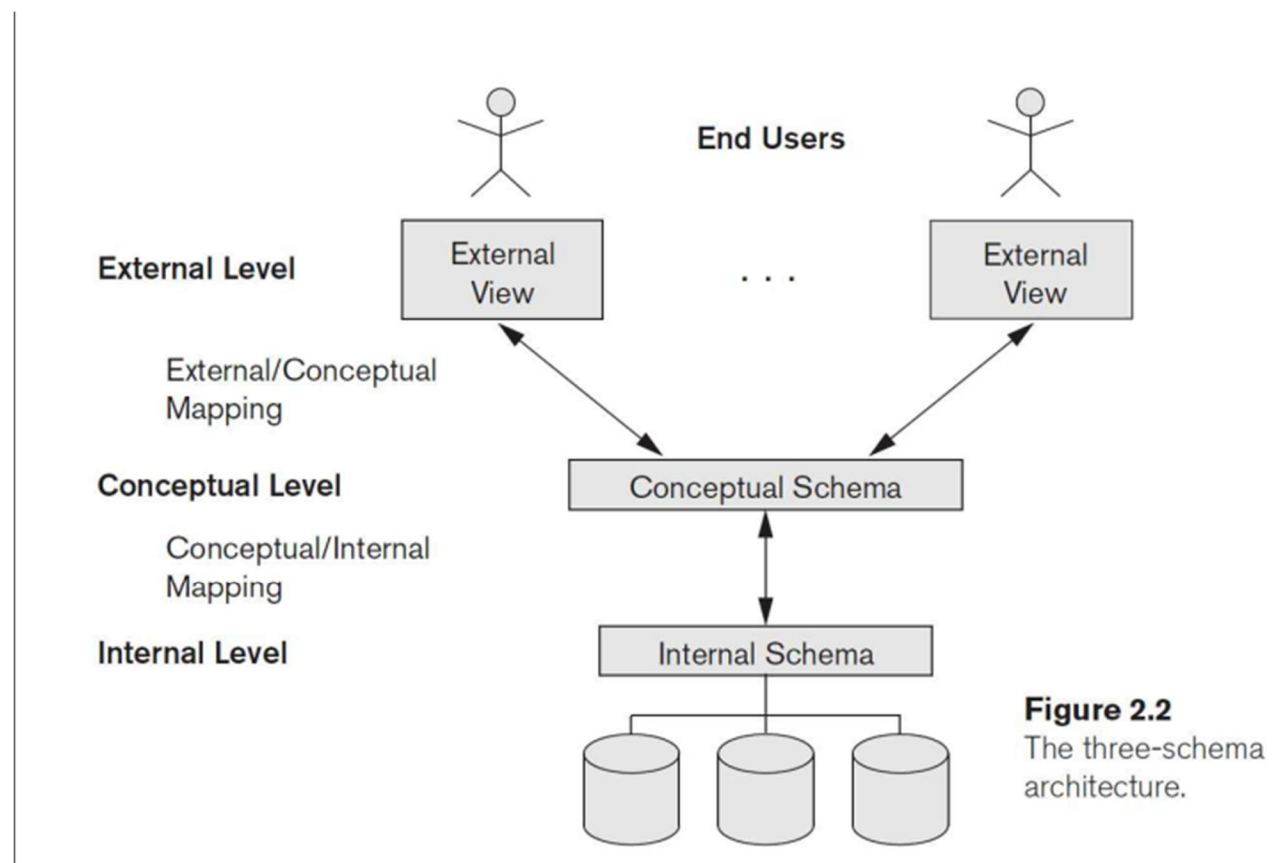 End Users
External Level
External
View
. . .
External
View
External/Conceptual
Mapping
Conceptual Level
Conceptual Schema
Conceptual/Internal
Mapping
Internal Level
Internal Schema
Figure 2.2
The three-schema
architecture.